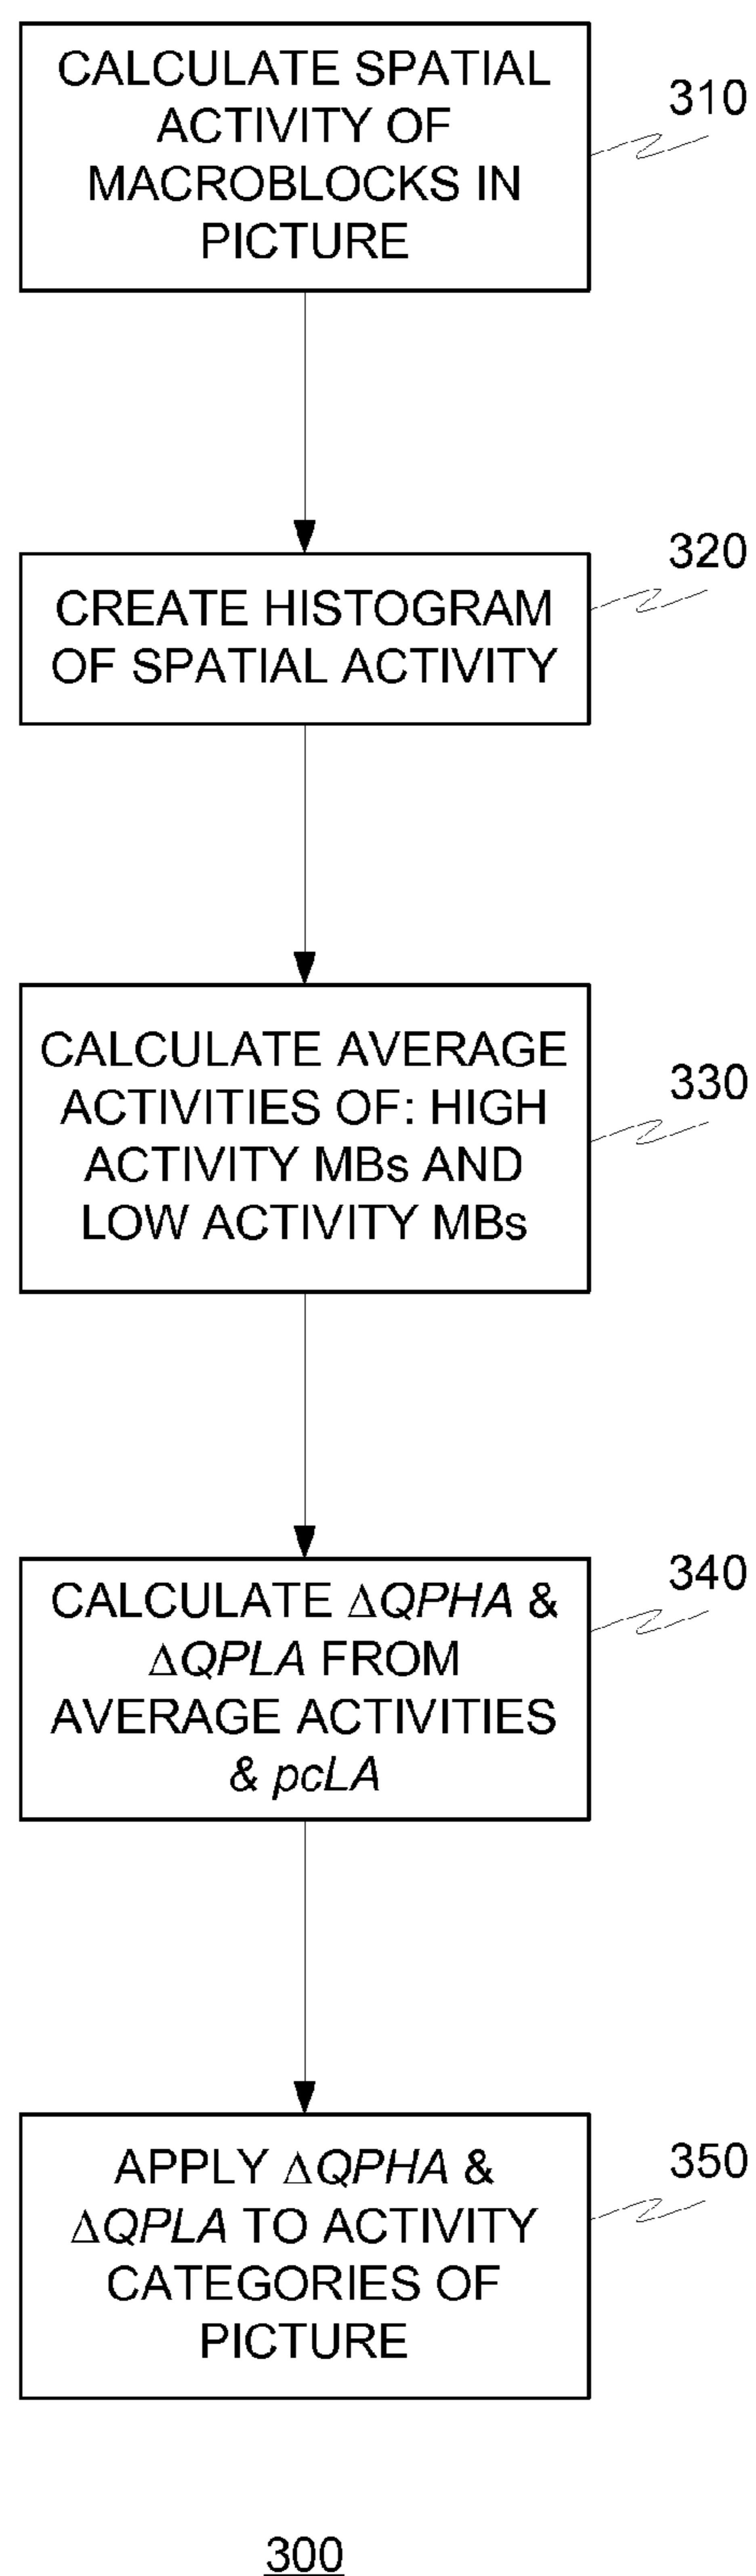 CALCULATE SPATIAL
ACTIVITY OF
MACROBLOCKS IN
PICTURE
310
CREATE HISTOGRAM
OF SPATIAL ACTIVITY
320
CALCULATE AVERAGE
ACTIVITIES OF: HIGH
ACTIVITY MBs AND
LOW ACTIVITY MBs
330
CALCULATE ΔQPHA &
ΔQPLA FROM
AVERAGE ACTIVITIES
& pcLA
340
APPLY ΔQPHA &
ΔQPLA TO ACTIVITY
CATEGORIES OF
PICTURE
350
300